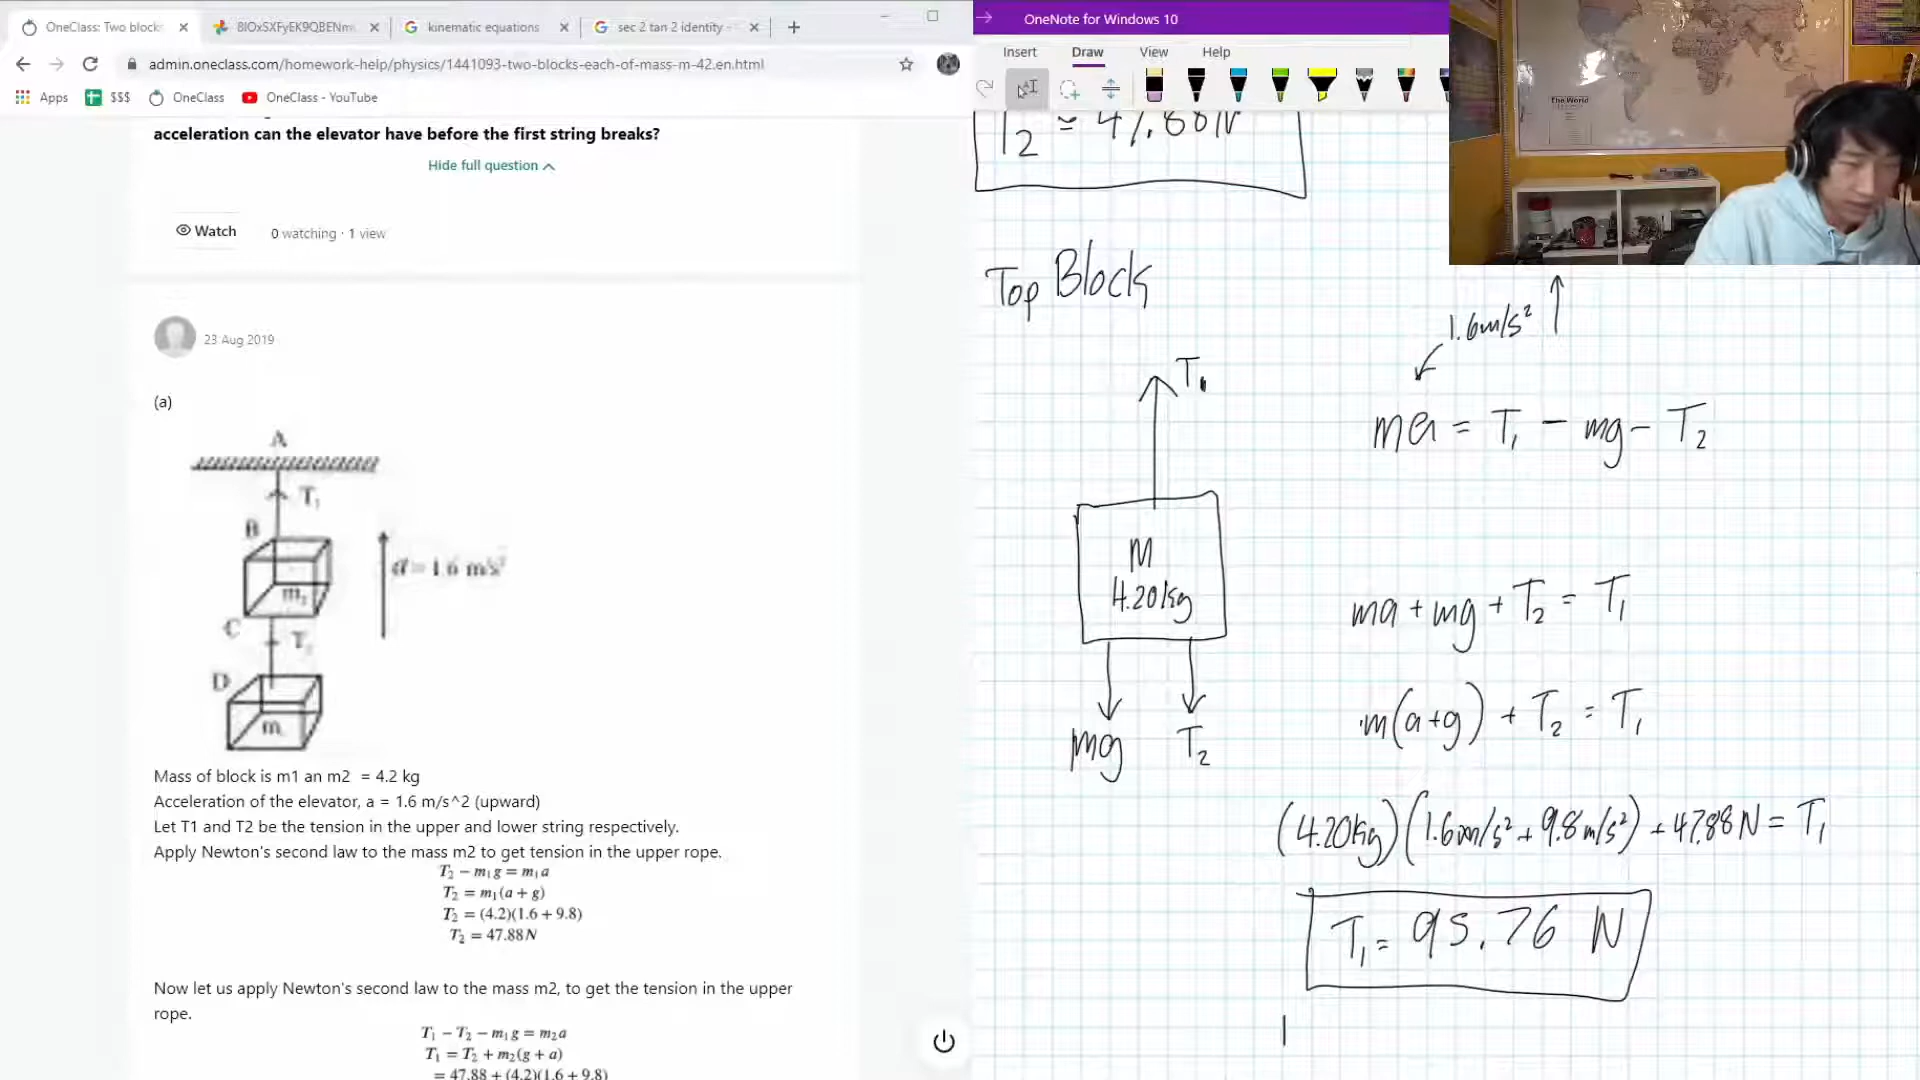 OneClass: Two blocks
8IOxSXFyEK9QBENm
kinematic equations
sec 2 tan 2 identity -
OneNote for Windows 10
admin.oneclass.com/homework-help/physics/1441093-two-blocks-each-of-mass-m-42.en.html
Apps
$$$
OneClass
OneClass - YouTube
Insert
Draw
View
Help
acceleration can the elevator have before the first string breaks?
Hide full question
Watch
0 watching · 1 view
23 Aug 2019
(a)
A
T₁
B
a = 1.6 m/s²
m₂
C
T₂
D
m
Mass of block is m1 an m2 = 4.2 kg
Acceleration of the elevator, a = 1.6 m/s^2 (upward)
Let T1 and T2 be the tension in the upper and lower string respectively.
Apply Newton's second law to the mass m2 to get tension in the upper rope.
T₂ − m₁g = m₁a
T₂ = m₁(a + g)
T₂ = (4.2)(1.6 + 9.8)
T₂ = 47.88N
Now let us apply Newton's second law to the mass m2, to get the tension in the upper
rope.
T₁ − T₂ − m₁g = m₂a
T₁ = T₂ + m₂(g + a)
= 47.88 + (4.2)(1.6 + 9.8)
T₂ ≃ 47.88N
The World
Top Block
1.6m/s² ↑
T₁
ma = T₁ − mg − T₂
M
4.20kg
mg
T₂
ma + mg + T₂ = T₁
m(a+g) + T₂ = T₁
(4.20kg)(1.6m/s² + 9.8m/s²) + 47.88N = T₁
T₁ = 95.76 N